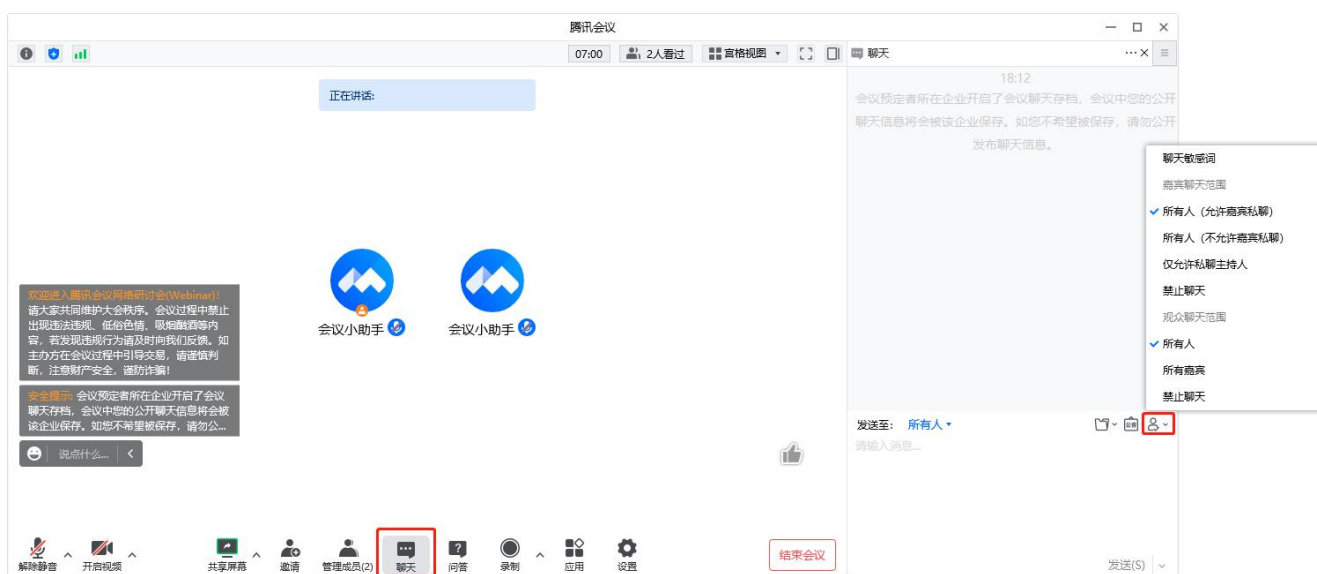 腾讯会议
07:00
2人看过
宫格视图
聊天
正在讲话:
18:12
会议预定者所在企业开启了会议聊天存档，会议中您的公开
聊天信息将会被该企业保存。如您不希望被保存，请勿公开
发布聊天信息。
聊天敏感词
嘉宾聊天范围
所有人（允许嘉宾私聊）
所有人（不允许嘉宾私聊）
仅允许私聊主持人
禁止聊天
观众聊天范围
所有人
所有嘉宾
禁止聊天
会议小助手
会议小助手
欢迎进入腾讯会议网络研讨会(Webinar)!
请大家共同维护大会秩序。会议过程中禁止
出现违法违规、低俗色情、吸烟酗酒等内
容，若发现违规行为请及时向我们反馈。如
主办方在会议过程中引导交易，请谨慎判
断，注意财产安全，谨防诈骗!
安全提示: 会议预定者所在企业开启了会议
聊天存档，会议中您的公开聊天信息将会被
该企业保存。如您不希望被保存，请勿公...
说点什么...
发送至: 所有人
请输入消息...
解除静音
开启视频
共享屏幕
邀请
管理成员(2)
聊天
问答
录制
应用
设置
结束会议
发送(S)